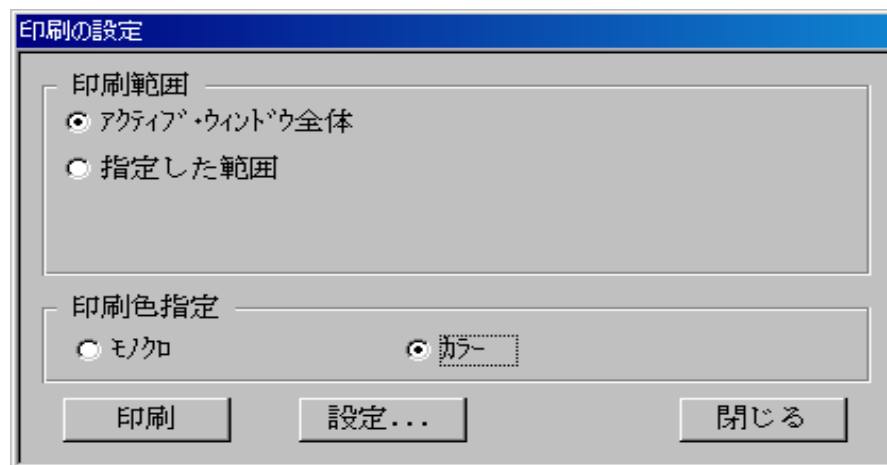 印刷の設定
印刷範囲
ｱｸﾃｨﾌﾞ･ｳｨﾝﾄﾞｳ全体
指定した範囲
印刷色指定
ﾓﾉｸﾛ ｶﾗｰ
印刷 設定... 閉じる